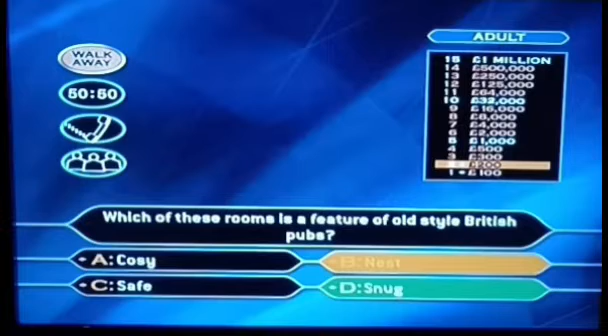 WALK
AWAY
50:50
ADULT
15 £1 MILLION
14 £500,000
13 £250,000
12 £125,000
11 £64,000
10 £32,000
9 £16,000
8 £8,000
7 £4,000
6 £2,000
5 £1,000
4 £500
3 £300
£200
1 £100
Which of these rooms is a feature of old style British
pubs?
A: Cosy
B: Nest
C: Safe
D: Snug